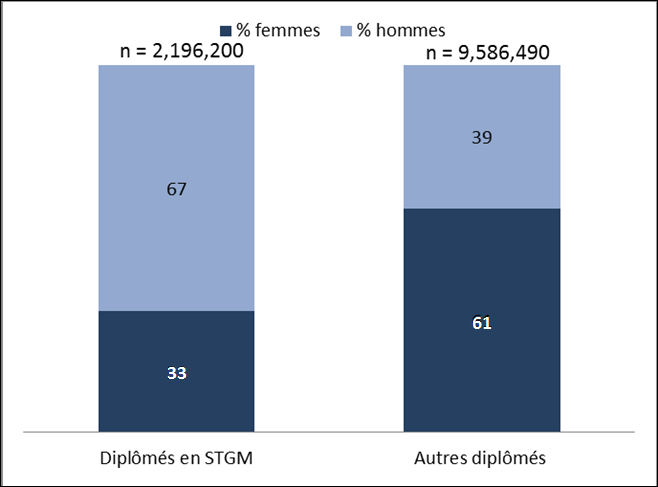 % femmes % hommes
n = 2,196,200 n = 9,586,490
67 39
33 61
Diplômés en STGM Autres diplômés